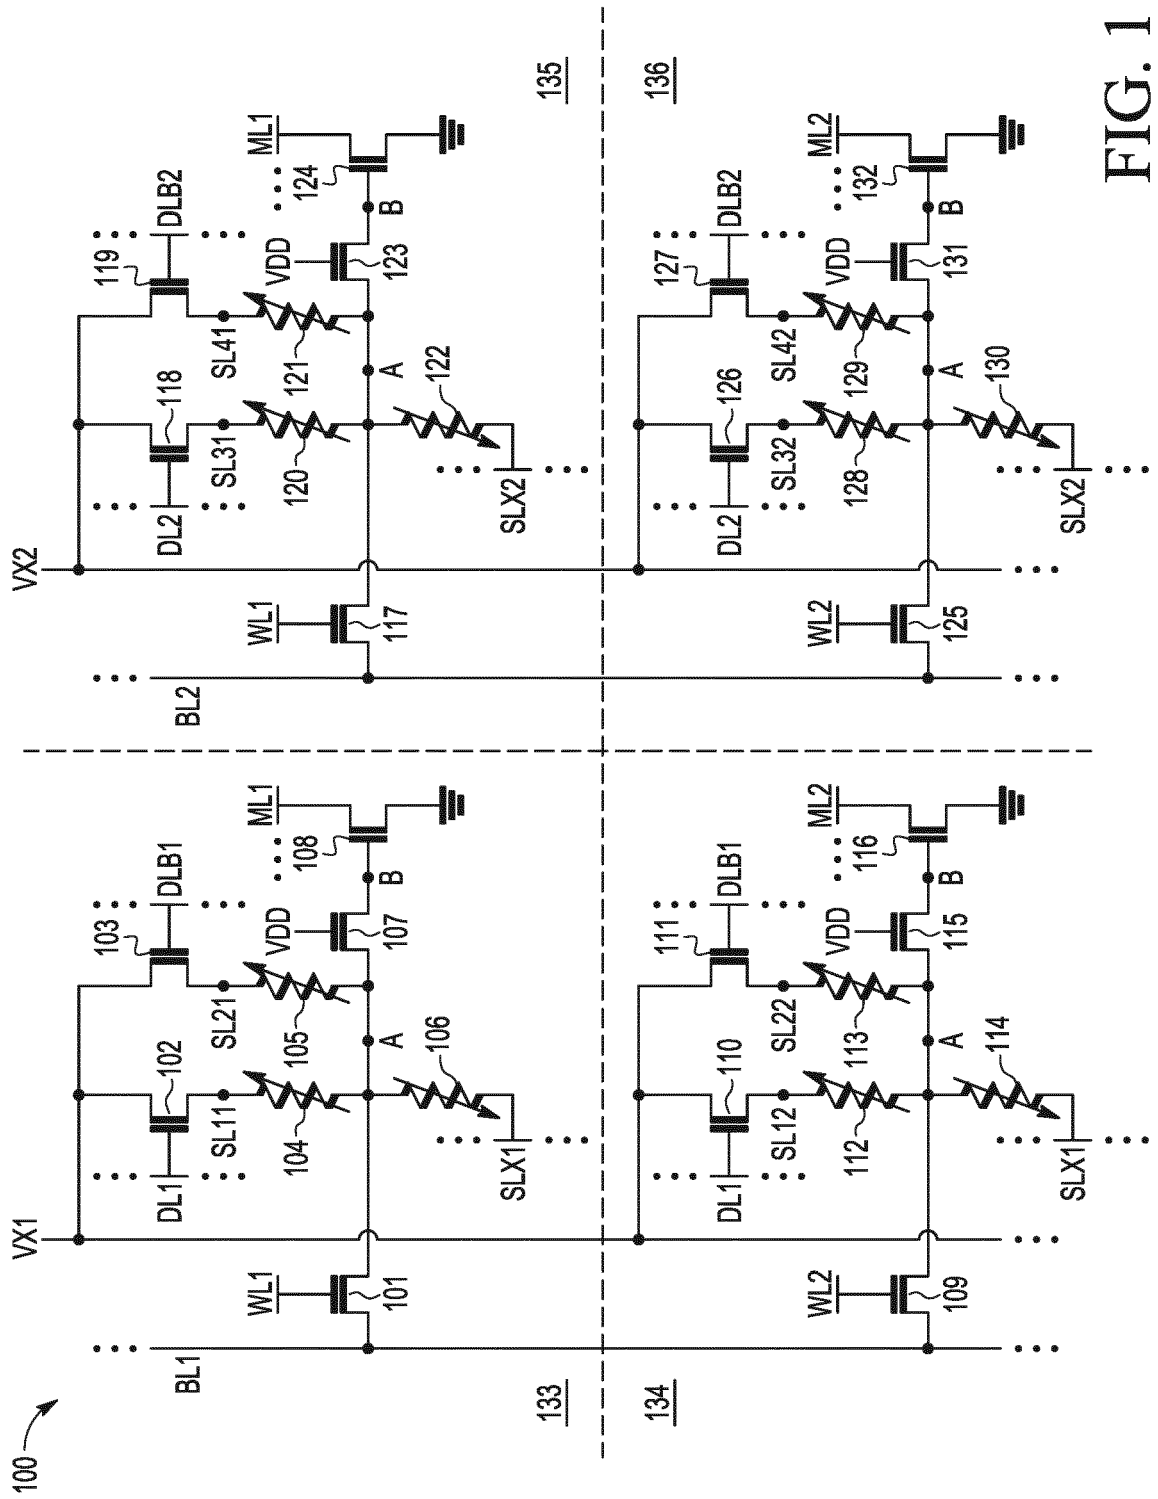 100
VX1
BL1
WL1
101
DL1
102
SL11
104
103
DLB1
SL21
105
A
106
SLX1
VDD
107
B
108
ML1
133
VX2
BL2
WL1
117
DL2
118
SL31
120
119
DLB2
SL41
121
A
122
SLX2
VDD
123
B
124
ML1
135
134
WL2
109
DL1
110
SL12
112
111
DLB1
SL22
113
A
114
SLX1
VDD
115
B
116
ML2
136
WL2
125
DL2
126
SL32
128
127
DLB2
SL42
129
A
130
SLX2
VDD
131
B
132
ML2
FIG. 1